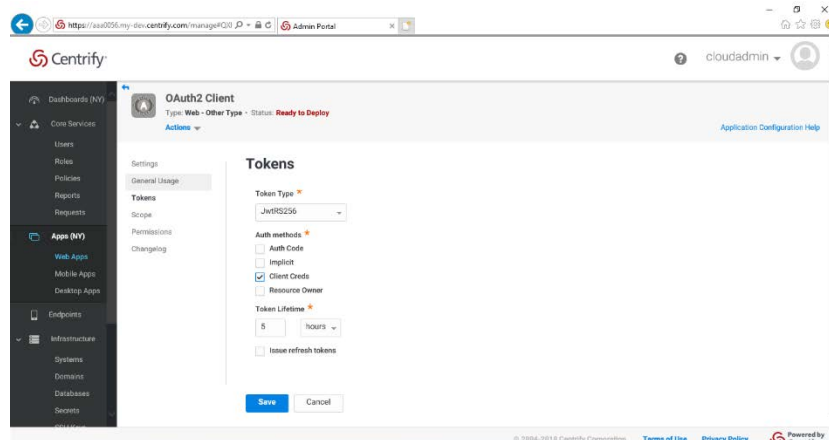 https://aaa0056.my-dev.centrify.com/manage#QXI
Admin Portal
Centrify
cloudadmin
Dashboards (NY)
Core Services
Users
Roles
Policies
Reports
Requests
Apps (NY)
Web Apps
Mobile Apps
Desktop Apps
Endpoints
Infrastructure
Systems
Domains
Databases
Secrets
OAuth2 Client
Type: Web - Other Type - Status: Ready to Deploy
Actions
Application Configuration Help
Settings
General Usage
Tokens
Scope
Permissions
Changelog
Tokens
Token Type *
JwtRS256
Auth methods *
Auth Code
Implicit
Client Creds
Resource Owner
Token Lifetime *
5 hours
Issue refresh tokens
Save Cancel
Centrify Corporation
Terms of Use
Privacy Policy
Powered by